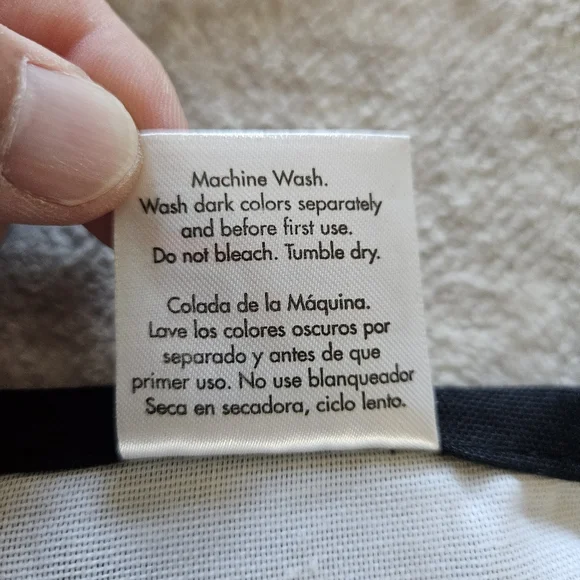 Machine Wash.
Wash dark colors separately
and before first use.
Do not bleach. Tumble dry.
Colada de la Máquina.
Lave los colores oscuros por
separado y antes de que
primer uso. No use blanqueador
Seca en secadora, ciclo lento.